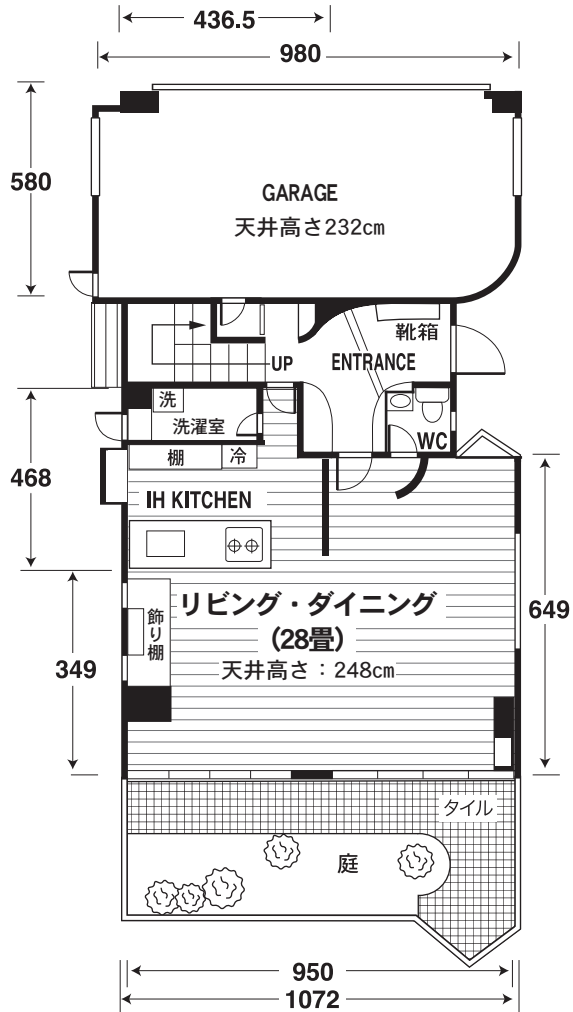 436.5
980
580
GARAGE
天井高さ232cm
靴箱
UP
ENTRANCE
洗
洗濯室
WC
棚
冷
468
IH KITCHEN
リビング・ダイニング
(28畳)
天井高さ：248cm
飾り棚
649
349
タイル
庭
950
1072